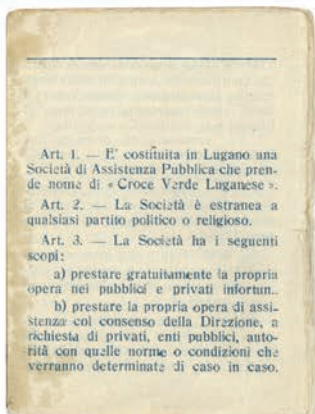 Art. 1. — E' costituita in Lugano una
Società di Assistenza Pubblica che pren-
de nome di « Croce Verde Luganese ».
Art. 2. — La Società è estranea a
qualsiasi partito politico o religioso.
Art. 3. — La Società ha i seguenti
scopi:
a) prestare gratuitamente la propria
opera nei pubblici e privati infortun..
b) prestare la propria opera di assi-
stenza col consenso della Direzione, a
richiesta di privati, enti pubblici, auto-
rità con quelle norme o condizioni che
verranno determinate di caso in caso.